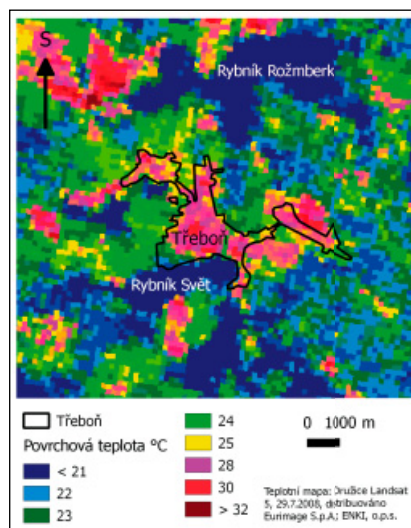 S
Rybník Rožmberk
Třeboň
Rybník Svět
Třeboň
Povrchová teplota °C
< 21
22
23
24
25
28
30
> 32
0 1000 m
Teplotní mapa: Družice Landsat
5, 29.7.2008, distribuováno
Eurimage S.p.A; ENKI, o.p.s.